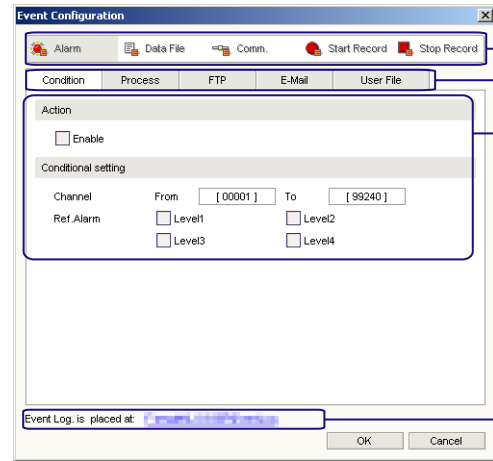 Event Configuration
Alarm Data File Comm. Start Record Stop Record
Condition Process FTP E-Mail User File
Action
Enable
Conditional setting
Channel From [ 00001 ] To [ 99240 ]
Ref.Alarm Level1 Level2
Level3 Level4
Event Log. is placed at:
OK Cancel